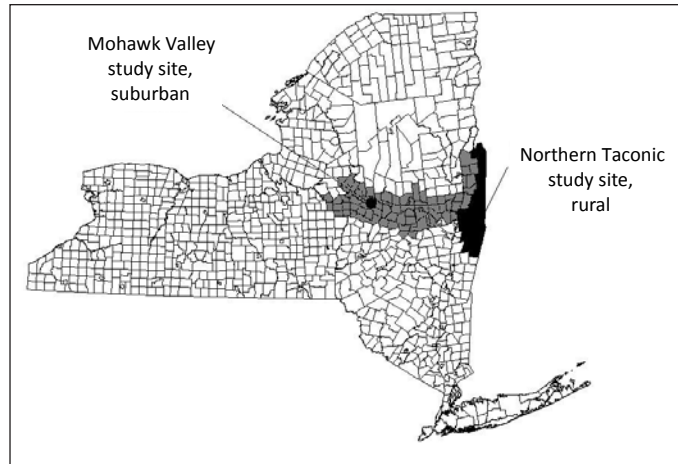 Mohawk Valley
study site,
suburban
Northern Taconic
study site,
rural